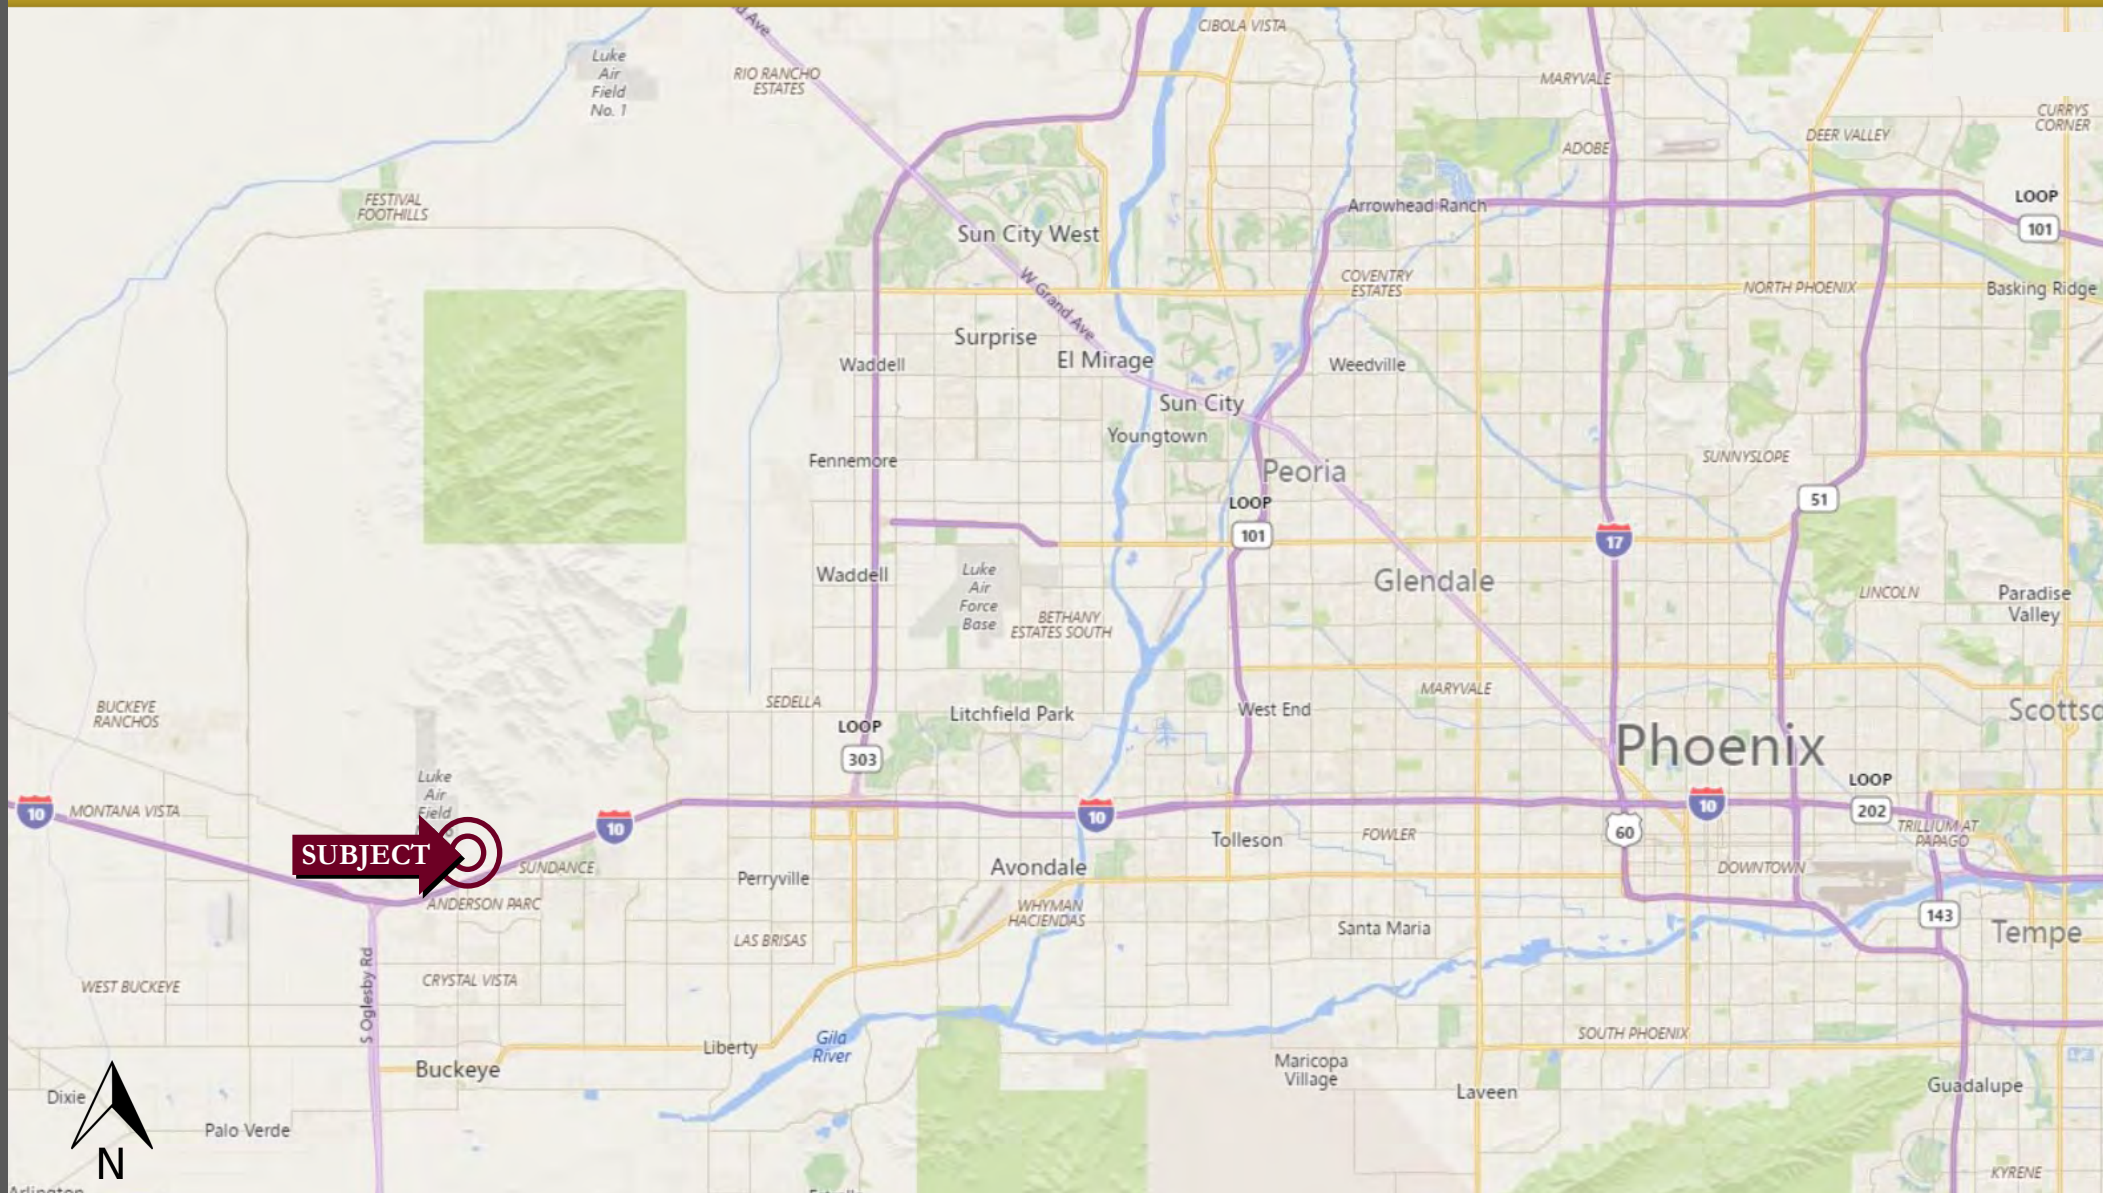 d Ave
CIBOLA VISTA
Luke
Air
Field
No. 1
RIO RANCHO
ESTATES
MARYVALE
CURRYS
CORNER
DEER VALLEY
ADOBE
FESTIVAL
FOOTHILLS
Arrowhead Ranch
LOOP
101
Sun City West
W Grand Ave
COVENTRY
ESTATES
NORTH PHOENIX
Basking Ridge
Surprise
El Mirage
Waddell
Weedville
Sun City
Youngtown
Fennemore
Peoria
SUNNYSLOPE
LOOP
101
51
17
Waddell
Luke
Air
Force
Base
Glendale
LINCOLN
Paradise
Valley
BETHANY
ESTATES SOUTH
BUCKEYE
RANCHOS
SEDELLA
Litchfield Park
West End
MARYVALE
Scottsd
LOOP
303
Phoenix
Luke
Air
Field
LOOP
202
10
MONTANA VISTA
10
10
10
60
TRILLIUM AT
PAPAGO
SUBJECT
SUNDANCE
Tolleson
FOWLER
DOWNTOWN
Perryville
Avondale
ANDERSON PARC
WHYMAN
HACIENDAS
143
Tempe
LAS BRISAS
Santa Maria
S Oglesby Rd
WEST BUCKEYE
CRYSTAL VISTA
Liberty
Gila
River
SOUTH PHOENIX
Buckeye
Maricopa
Village
Laveen
Guadalupe
Dixie
Palo Verde
N
KYRENE
Arlington